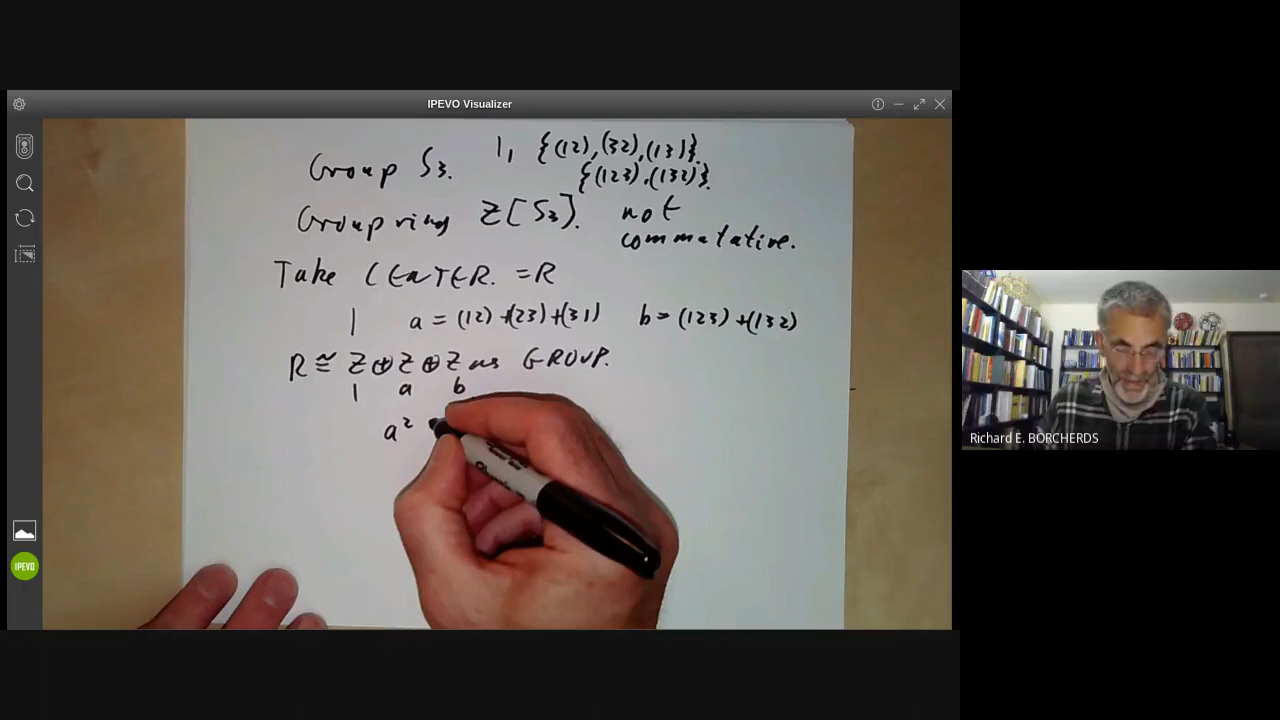 IPEVO Visualizer
Group S₃. 1, {(12),(32),(13)}.
{(123),(132)}.
Group ring Z[S₃]. not
commutative.
Take CENTER. = R
1 a = (12)+(23)+(31) b = (123)+(132)
R ≅ Z⊕Z⊕Z as GROUP.
1 a b
a²
IPEVO
Richard E. BORCHERDS